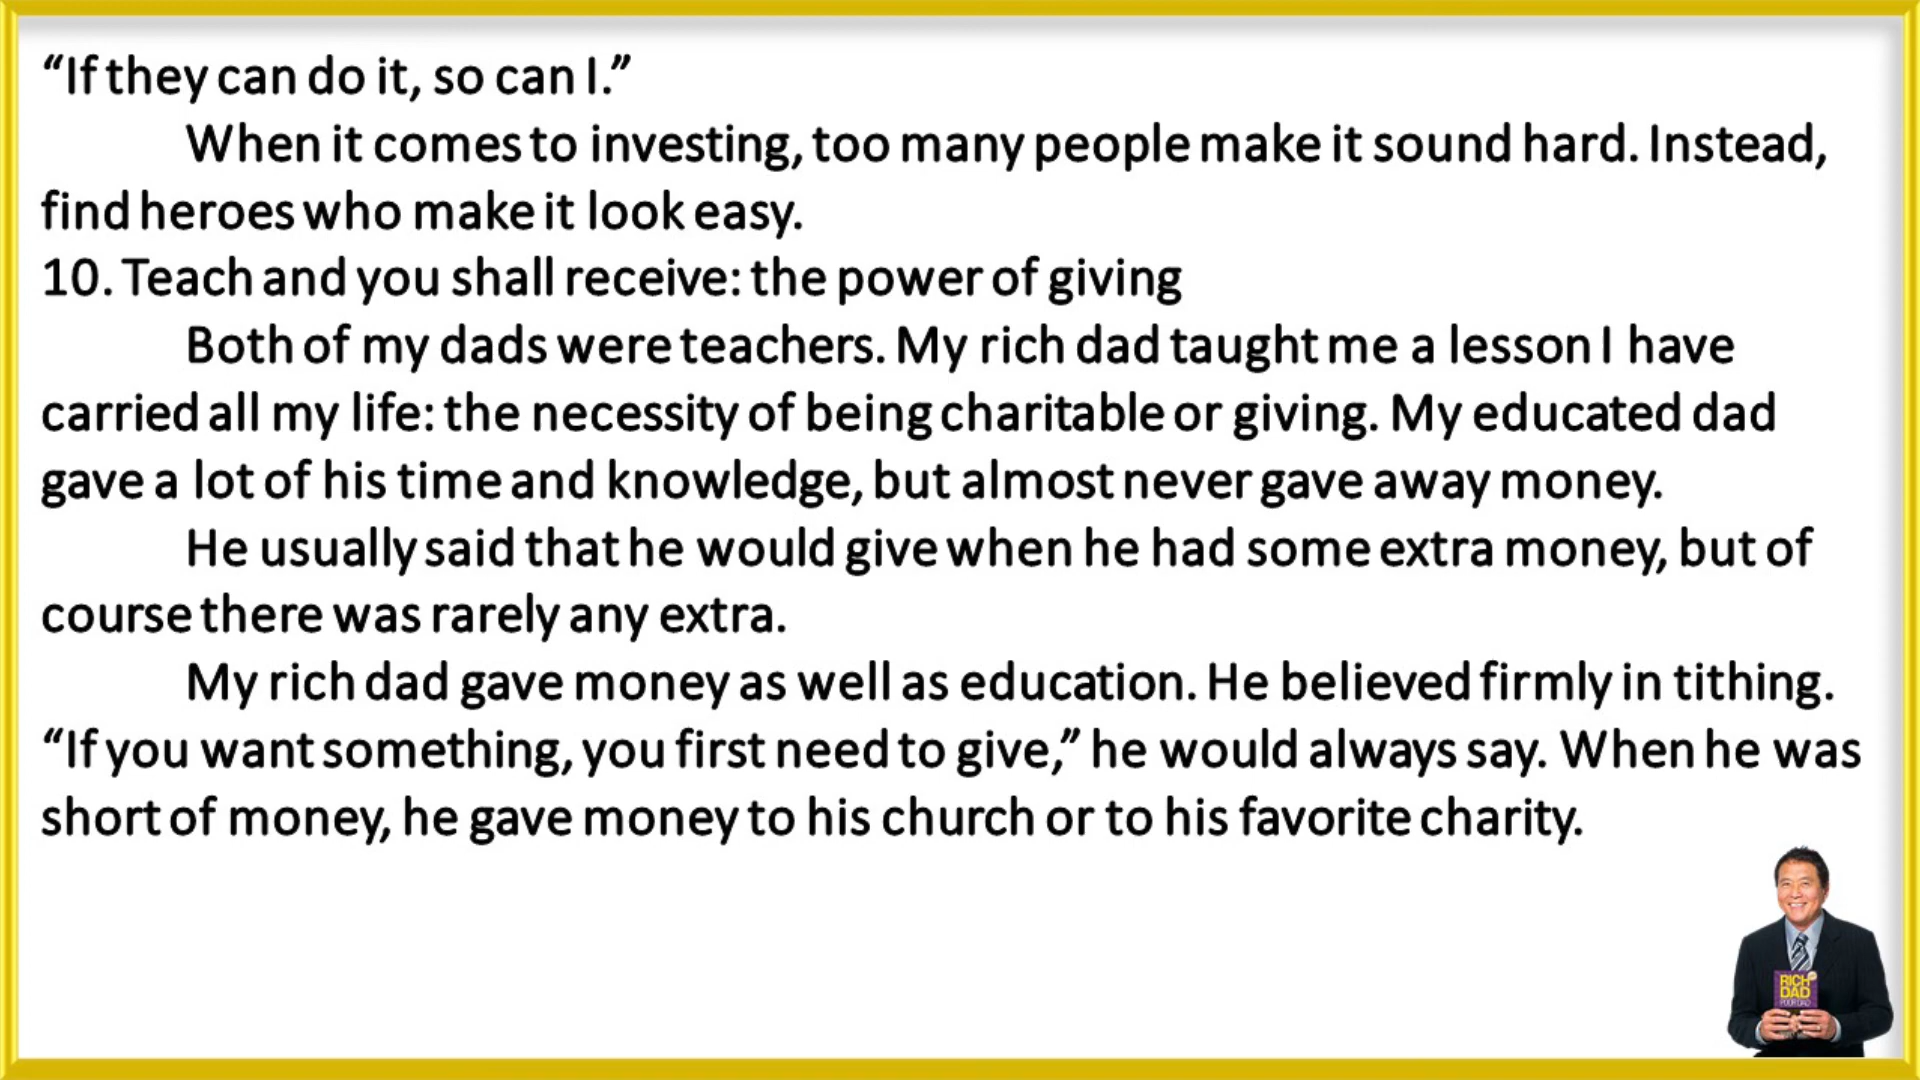 “If they can do it, so can I.”
When it comes to investing, too many people make it sound hard. Instead,
find heroes who make it look easy.
10. Teach and you shall receive: the power of giving
Both of my dads were teachers. My rich dad taught me a lesson I have
carried all my life: the necessity of being charitable or giving. My educated dad
gave a lot of his time and knowledge, but almost never gave away money.
He usually said that he would give when he had some extra money, but of
course there was rarely any extra.
My rich dad gave money as well as education. He believed firmly in tithing.
“If you want something, you first need to give,” he would always say. When he was
short of money, he gave money to his church or to his favorite charity.
RICH
DAD
POOR DAD